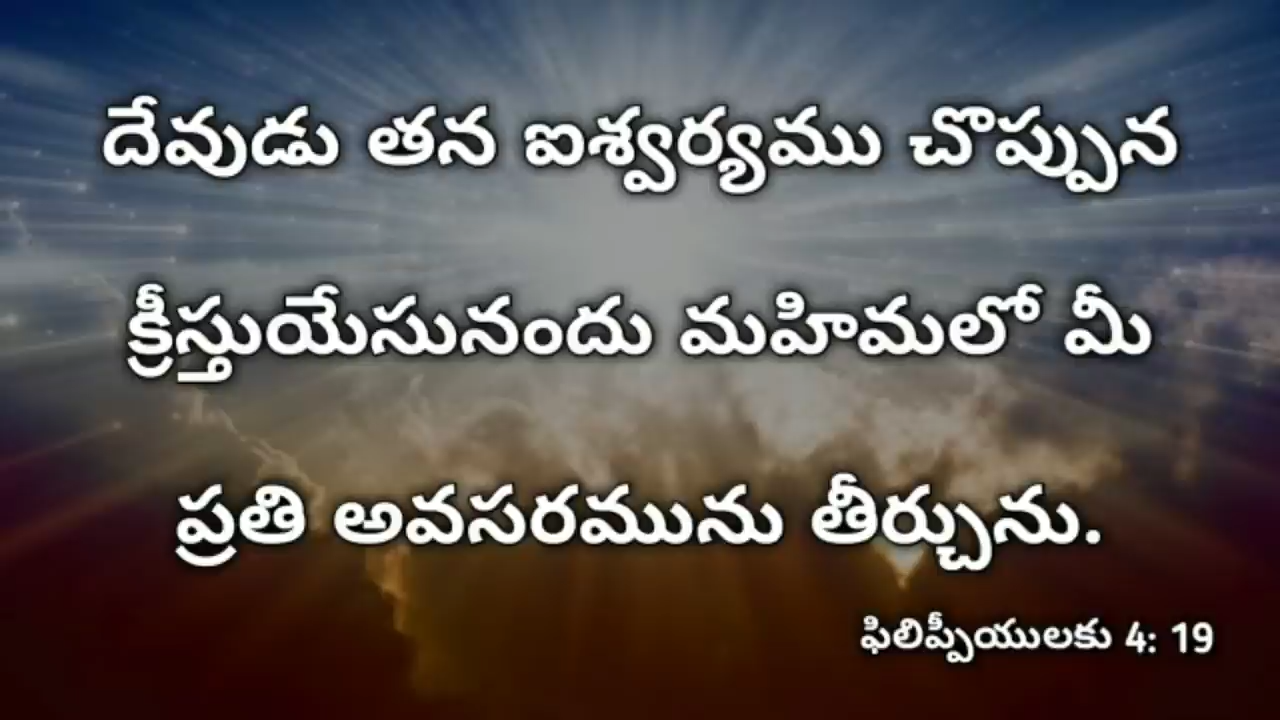 దేవుడు తన ఐశ్వర్యము చొప్పున
క్రీస్తుయేసునందు మహిమలో మీ
ప్రతి అవసరమును తీర్చును.
ఫిలిప్పీయులకు 4: 19